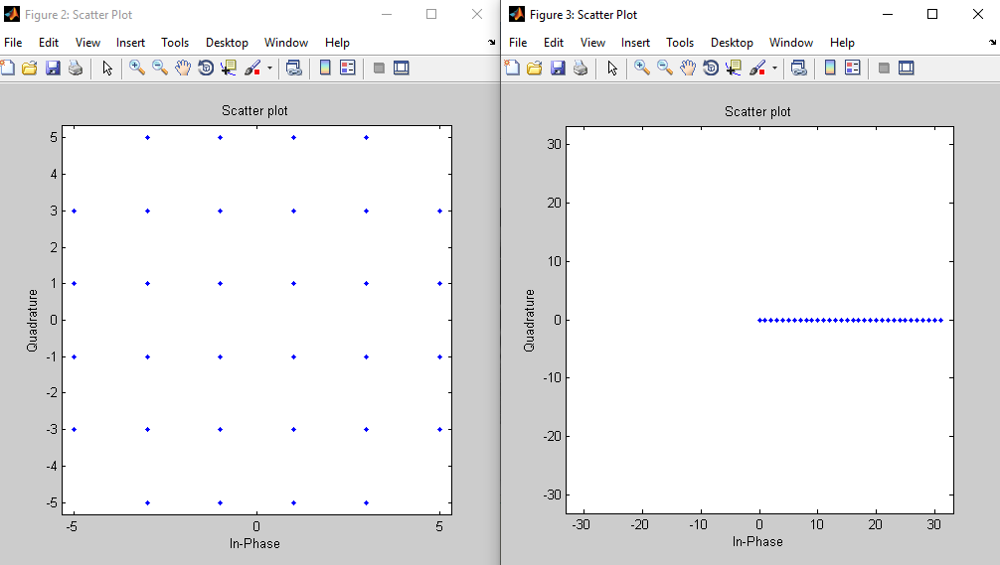 Figure 2: Scatter Plot
File Edit View Insert Tools Desktop Window Help
Scatter plot
5
4
3
2
1
0
-1
-2
-3
-4
-5
Quadrature
-5 0 5
In-Phase
Figure 3: Scatter Plot
File Edit View Insert Tools Desktop Window Help
Scatter plot
30
20
10
0
-10
-20
-30
Quadrature
-30 -20 -10 0 10 20 30
In-Phase